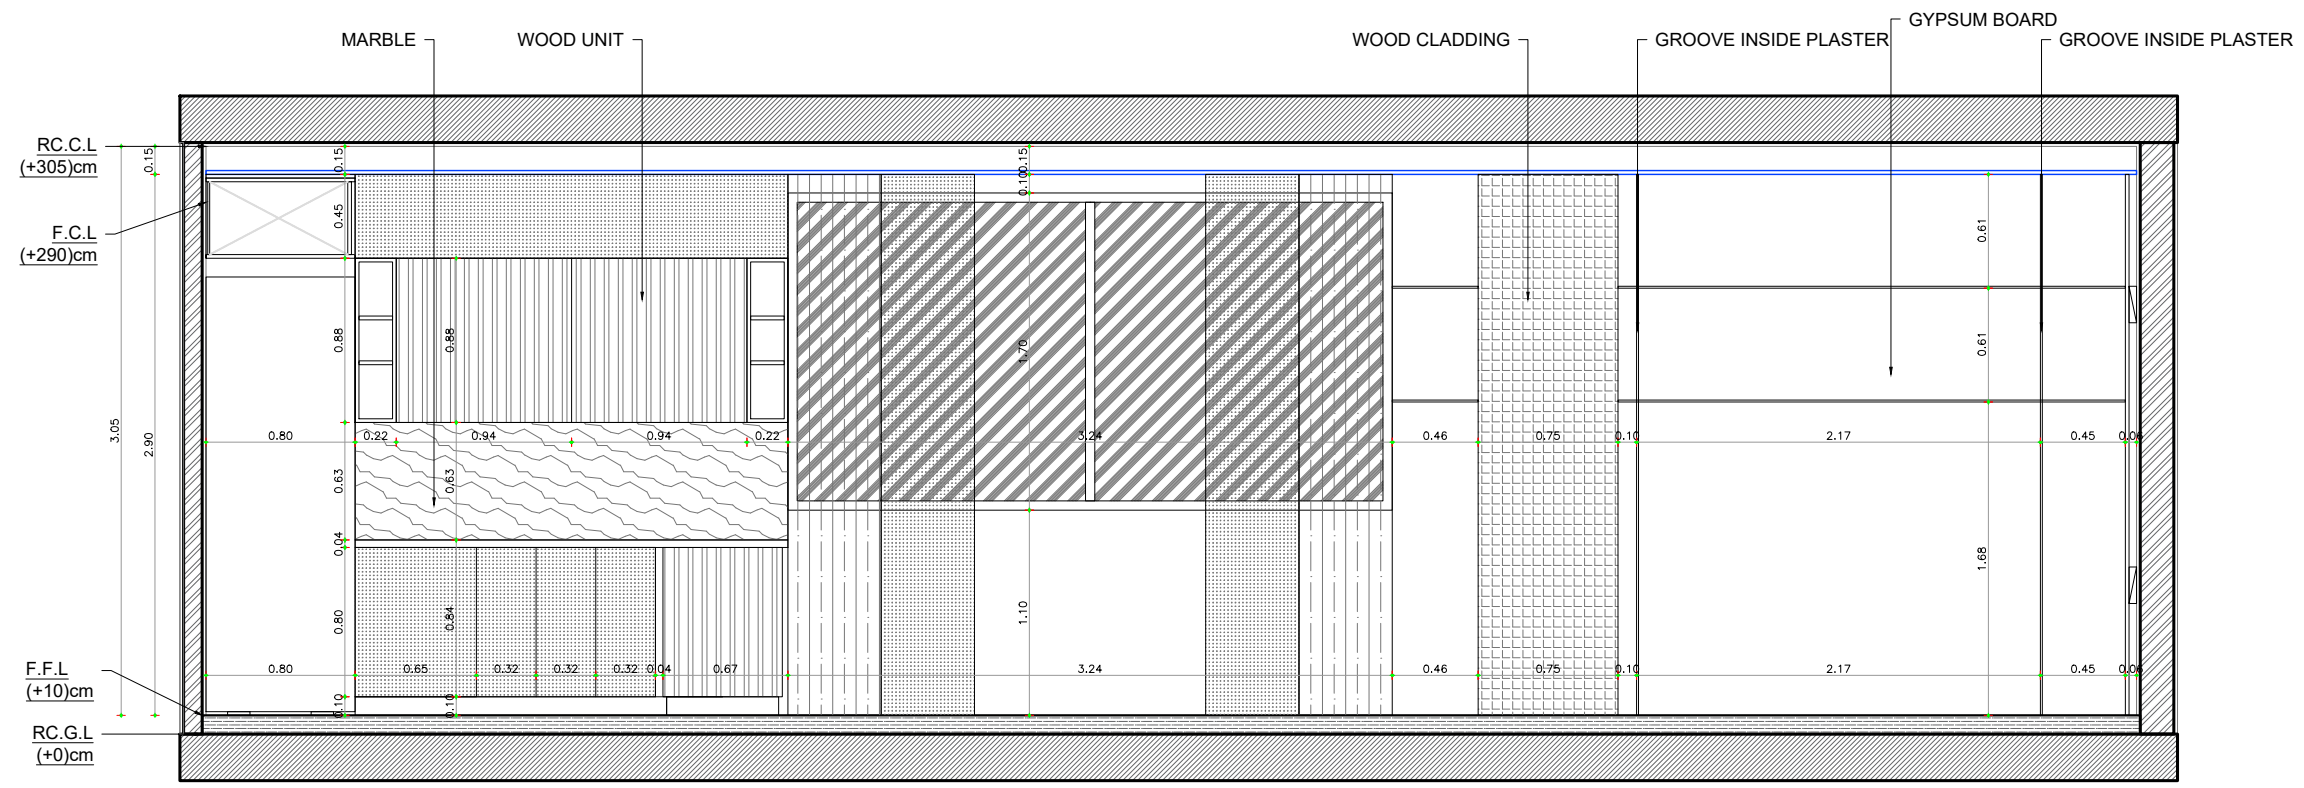 GYPSUM BOARD
MARBLE
WOOD UNIT
WOOD CLADDING
GROOVE INSIDE PLASTER
GROOVE INSIDE PLASTER
RC.C.L
(+305)cm
F.C.L
(+290)cm
F.F.L
(+10)cm
RC.G.L
(+0)cm
3.05
0.15
2.90
0.15
0.45
0.88
0.63
0.04
0.80
0.10
0.88
0.63
0.84
0.10
0.15
0.10
1.70
1.10
0.61
0.61
1.68
0.80 0.22 0.94 0.94 0.22 3.24 0.46 0.75 0.10 2.17 0.45 0.06
0.80 0.65 0.32 0.32 0.32 0.04 0.67 3.24 0.46 0.75 0.10 2.17 0.45 0.06